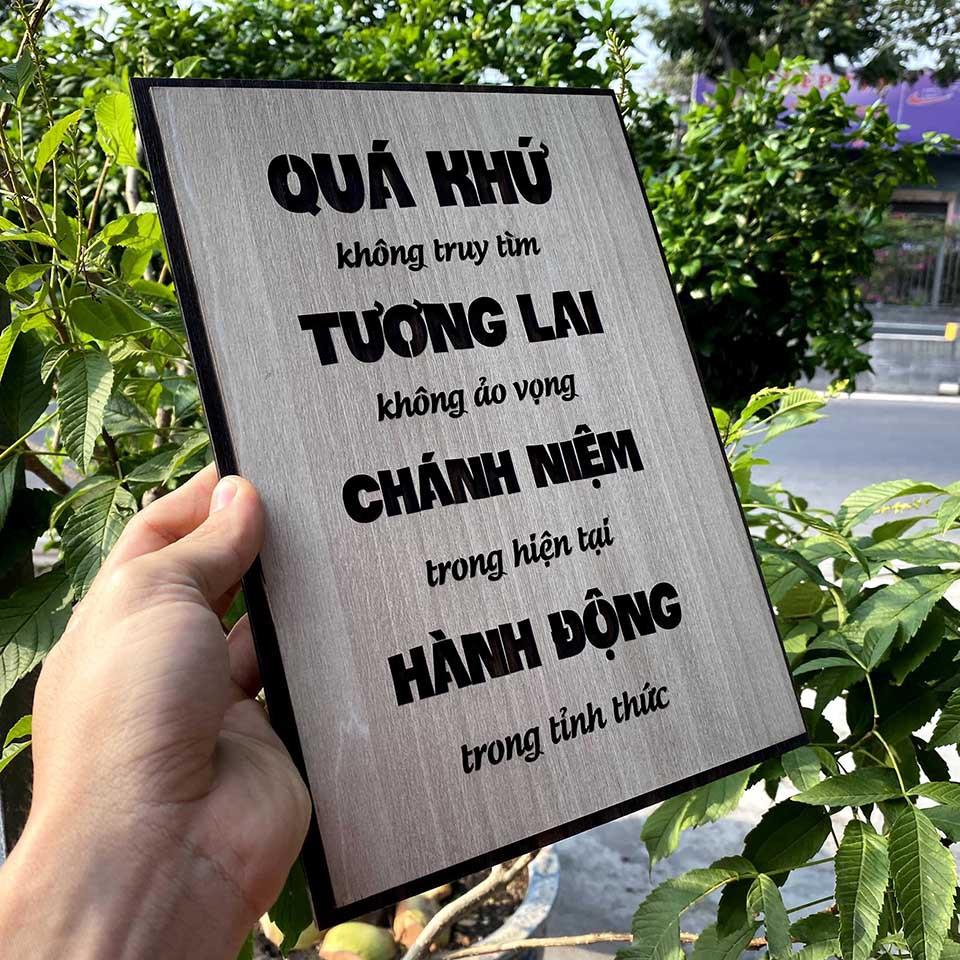 QUÁ KHỨ
không truy tìm
TƯƠNG LAI
không ảo vọng
CHÁNH NIỆM
trong hiện tại
HÀNH ĐỘNG
trong tỉnh thức